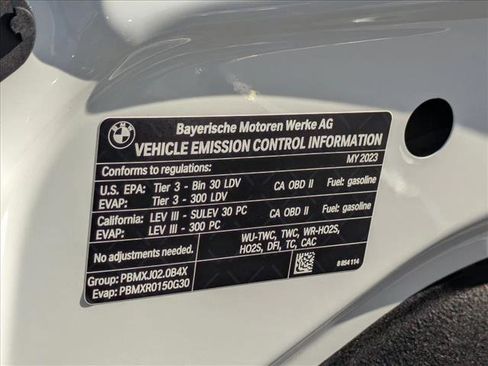 BMW
Bayerische Motoren Werke AG
VEHICLE EMISSION CONTROL INFORMATION
Conforms to regulations: MY 2023
U.S. EPA: Tier 3 - Bin 30 LDV CA OBD II Fuel: gasoline
EVAP: Tier 3 - 300 LDV
California: LEV III - SULEV 30 PC CA OBD II Fuel: gasoline
EVAP: LEV III - 300 PC
No adjustments needed. WU-TWC, TWC, WR-HO2S,
HO2S, DFI, TC, CAC
Group: PBMXJ02.0B4X
Evap: PBMXR0150G30
8 854 114